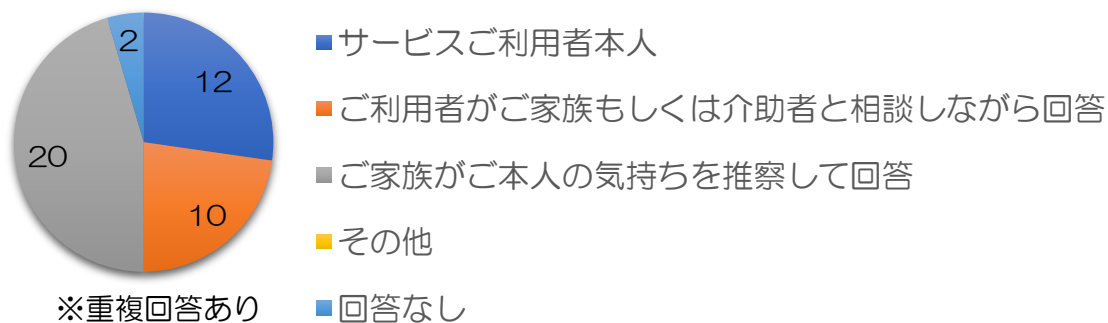 2
12
20
10
※重複回答あり
サービスご利用者本人
ご利用者がご家族もしくは介助者と相談しながら回答
ご家族がご本人の気持ちを推察して回答
その他
回答なし